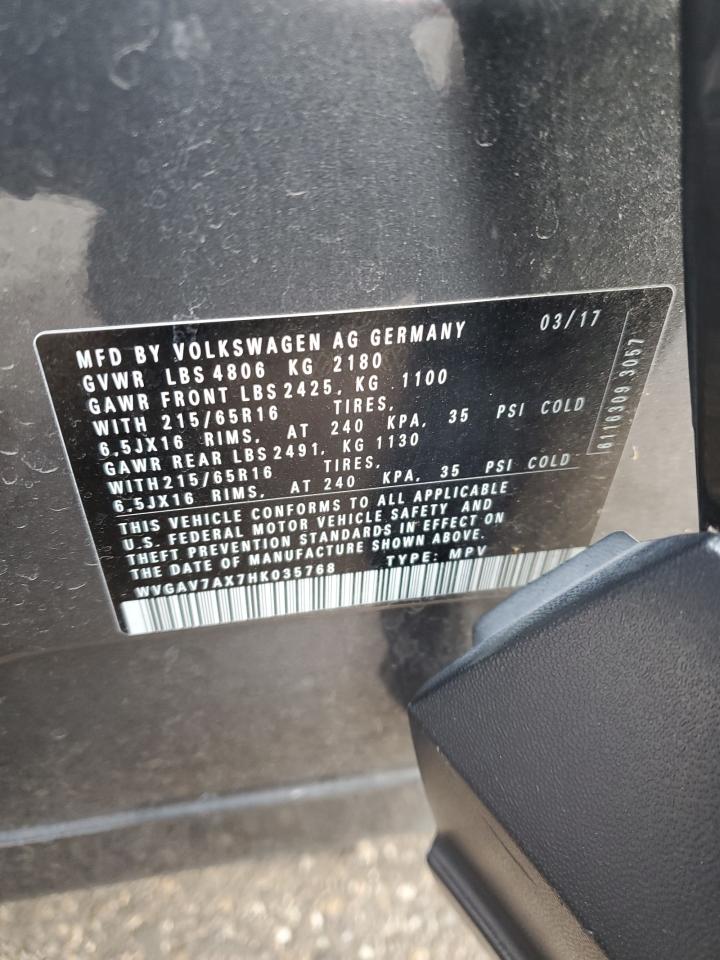 MFD BY VOLKSWAGEN AG GERMANY 03/17
GVWR LBS 4806 KG 2180
GAWR FRONT LBS 2425, KG 1100
WITH 215/65R16 TIRES,
6,5JX16 RIMS, AT 240 KPA, 35 PSI COLD
GAWR REAR LBS 2491, KG 1130
WITH 215/65R16 TIRES,
6,5JX16 RIMS, AT 240 KPA, 35 PSI COLD
THIS VEHICLE CONFORMS TO ALL APPLICABLE
U.S. FEDERAL MOTOR VEHICLE SAFETY AND
THEFT PREVENTION STANDARDS IN EFFECT ON
THE DATE OF MANUFACTURE SHOWN ABOVE.
WVGAV7AX7HK035768 TYPE: MPV